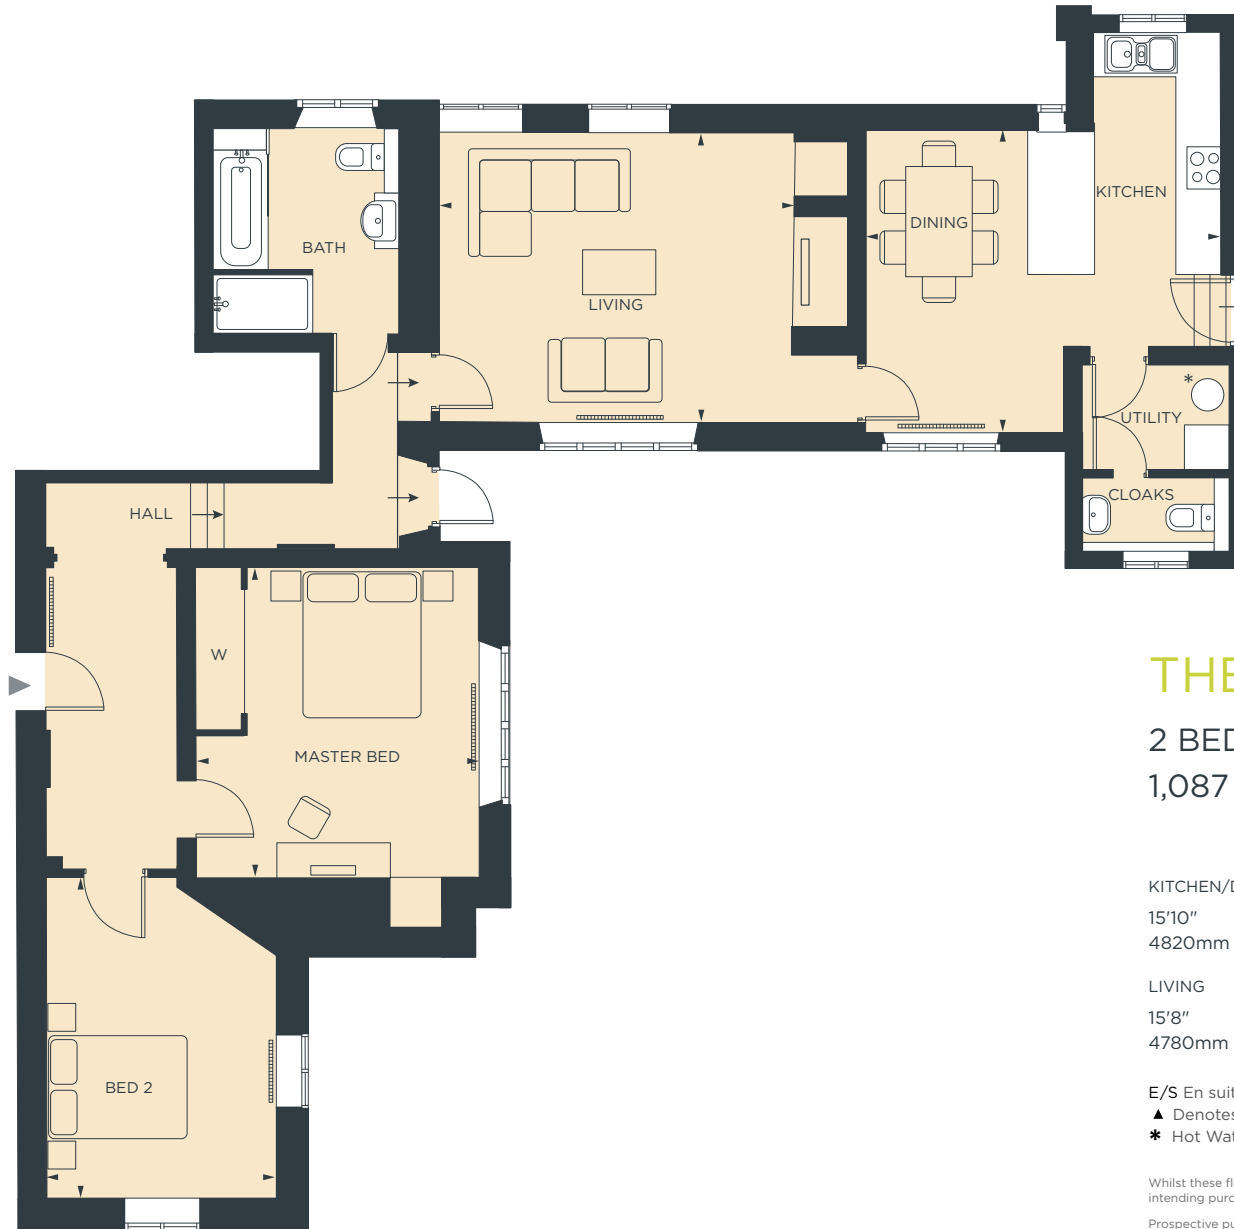 KITCHEN
BATH
DINING
LIVING
UTILITY
*
CLOAKS
HALL
W
MASTER BED
BED 2
THE
2 BED
1,087
KITCHEN/D
15'10"
4820mm
LIVING
15'8"
4780mm
E/S En suit
▲ Denotes
* Hot Wat
Whilst these fl
intending purc
Prospective pu